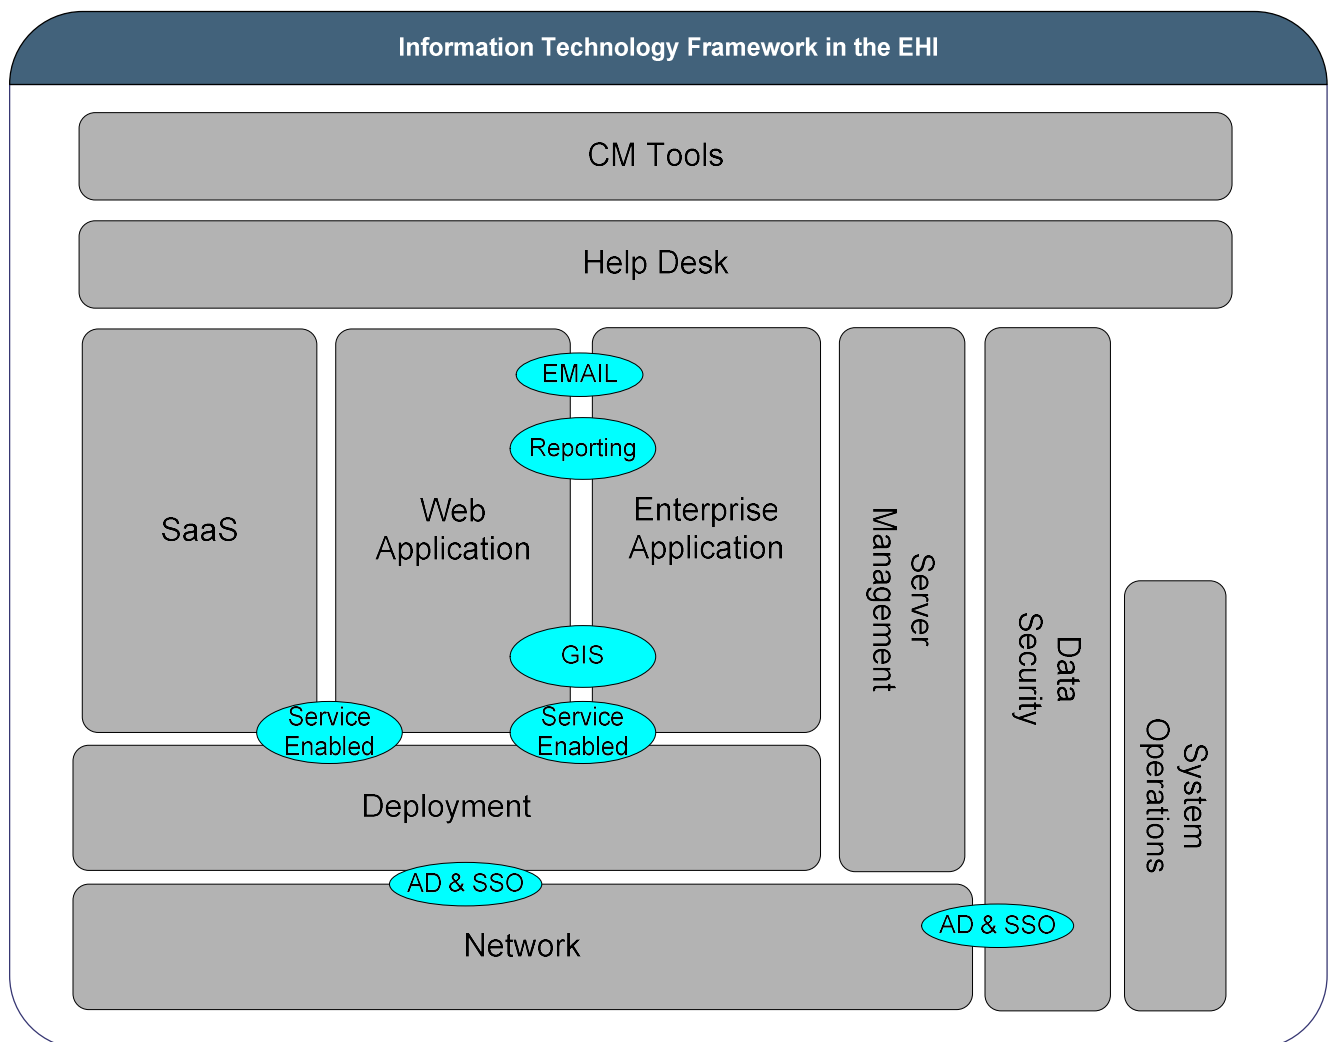 Information Technology Framework in the EHI
CM Tools
Help Desk
SaaS
Web
Application
EMAIL
Reporting
Enterprise
Application
GIS
Service
Enabled
Service
Enabled
Server
Management
Data
Security
System
Operations
Deployment
AD & SSO
Network
AD & SSO